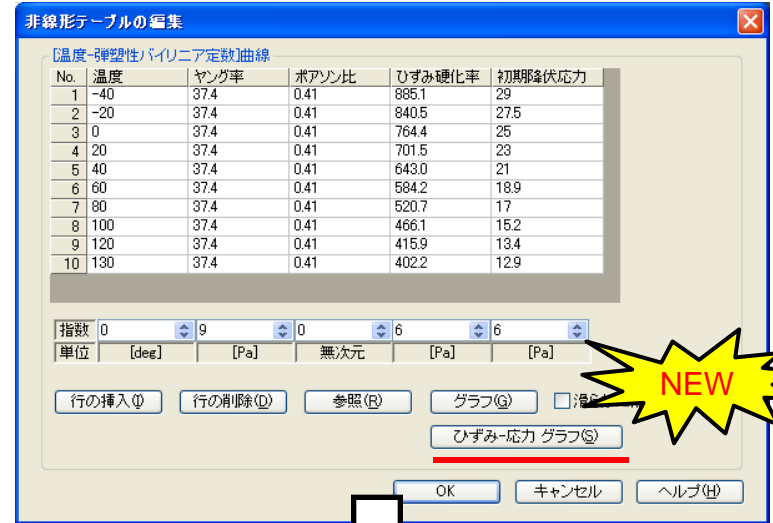 非線形テーブルの編集
[温度-弾塑性バイリニア定数]曲線
No. 温度 ヤング率 ポアソン比 ひずみ硬化率 初期降伏応力
1 -40 37.4 0.41 885.1 29
2 -20 37.4 0.41 840.5 27.5
3 0 37.4 0.41 764.4 25
4 20 37.4 0.41 701.5 23
5 40 37.4 0.41 643.0 21
6 60 37.4 0.41 584.2 18.9
7 80 37.4 0.41 520.7 17
8 100 37.4 0.41 466.1 15.2
9 120 37.4 0.41 415.9 13.4
10 130 37.4 0.41 402.2 12.9
指数 0 9 0 6 6
単位 [deg] [Pa] 無次元 [Pa] [Pa]
NEW
行の挿入(I) 行の削除(D) 参照(R) グラフ(G)
ひずみ-応力 グラフ(S)
OK キャンセル ヘルプ(H)